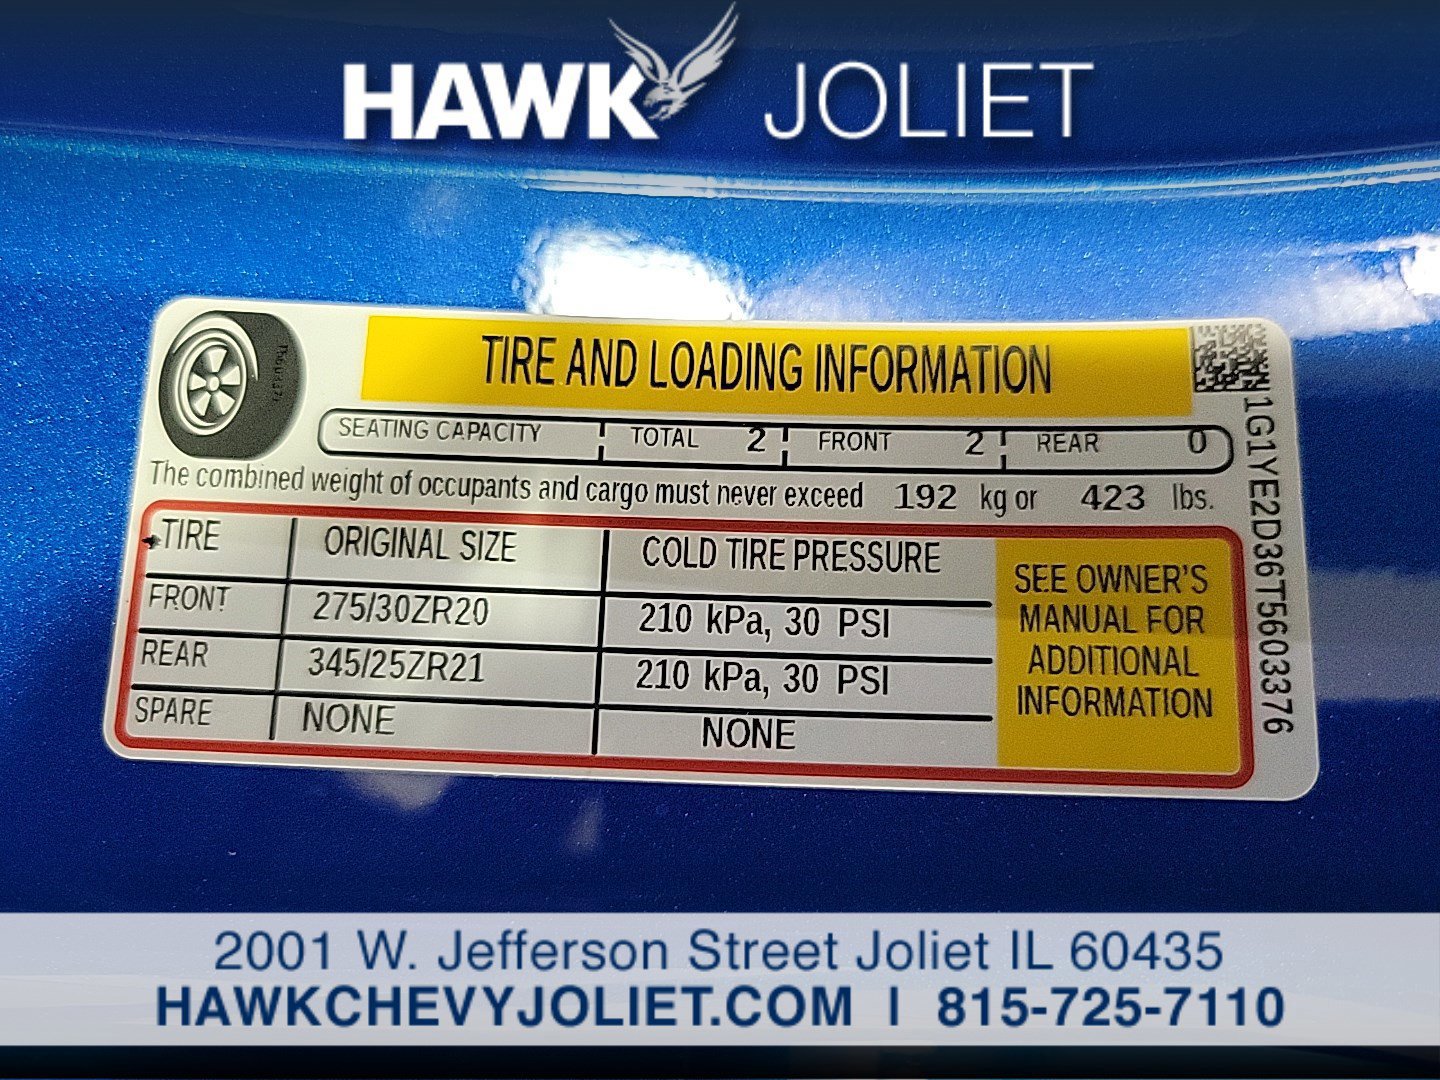 HAWK JOLIET
TIRE AND LOADING INFORMATION
SEATING CAPACITY TOTAL 2 FRONT 2 REAR 0
The combined weight of occupants and cargo must never exceed 192 kg or 423 lbs.
TIRE ORIGINAL SIZE COLD TIRE PRESSURE
FRONT 275/30ZR20 210 kPa, 30 PSI
REAR 345/25ZR21 210 kPa, 30 PSI
SPARE NONE NONE
SEE OWNER'S
MANUAL FOR
ADDITIONAL
INFORMATION
1G1YE2D36T5603376
2001 W. Jefferson Street Joliet IL 60435
HAWKCHEVYJOLIET.COM | 815-725-7110